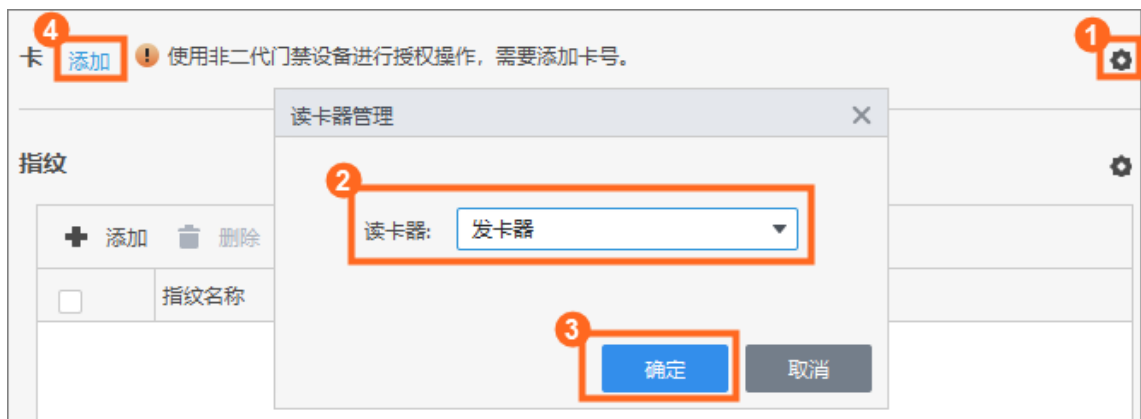 4
1
卡 添加 ! 使用非二代门禁设备进行授权操作，需要添加卡号。
读卡器管理
指纹
2
读卡器: 发卡器
添加 删除
指纹名称
3
确定 取消